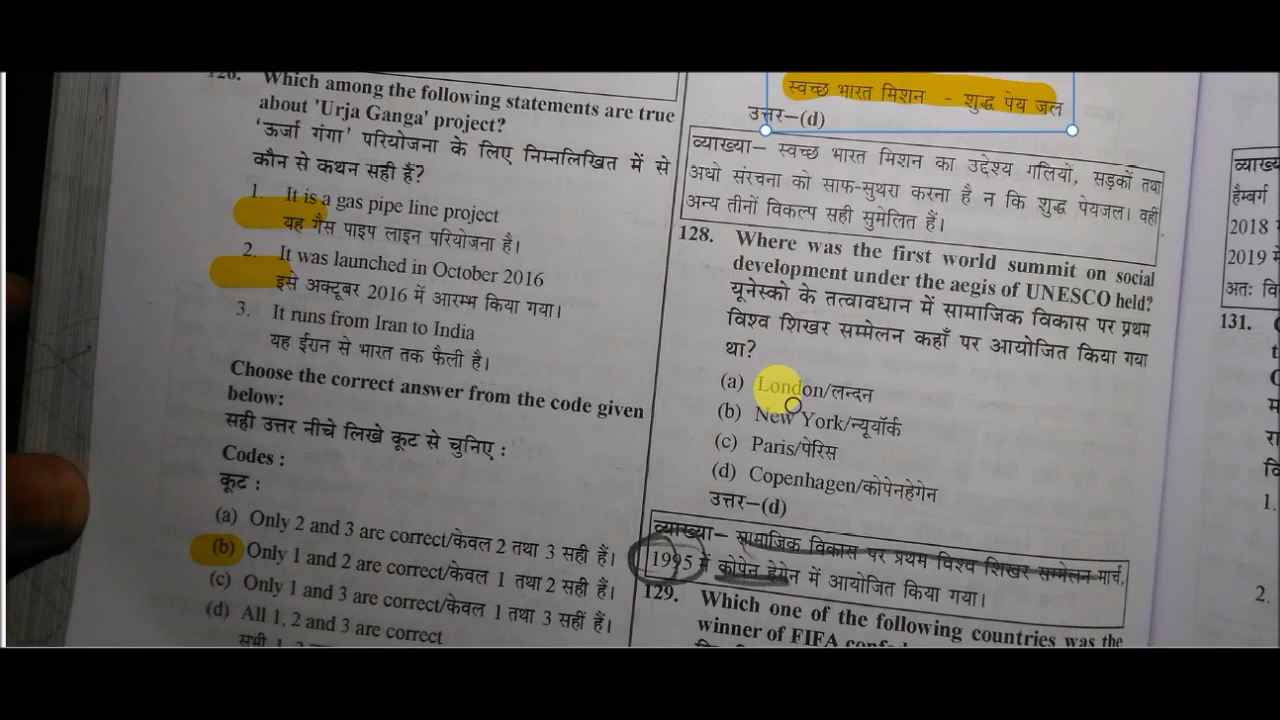 126. Which among the following statements are true
about 'Urja Ganga' project?
'ऊर्जा गंगा' परियोजना के लिए निम्नलिखित में से
कौन से कथन सही हैं?
1. It is a gas pipe line project
यह गैस पाइप लाइन परियोजना है।
2. It was launched in October 2016
इसे अक्टूबर 2016 में आरम्भ किया गया।
3. It runs from Iran to India
यह ईरान से भारत तक फैली है।
Choose the correct answer from the code given
below:
सही उत्तर नीचे लिखे कूट से चुनिए :
Codes :
कूट :
(a) Only 2 and 3 are correct/केवल 2 तथा 3 सही हैं।
(b) Only 1 and 2 are correct/केवल 1 तथा 2 सही हैं।
(c) Only 1 and 3 are correct/केवल 1 तथा 3 सहीं हैं।
(d) All 1, 2 and 3 are correct
स्वच्छ भारत मिशन - शुद्ध पेय जल
उत्तर–(d)
व्याख्या– स्वच्छ भारत मिशन का उद्देश्य गलियों, सड़कों तथा
अधो संरचना को साफ-सुथरा करना है न कि शुद्ध पेयजल। वहीं
अन्य तीनों विकल्प सही सुमेलित हैं।
128. Where was the first world summit on social
development under the aegis of UNESCO held?
यूनेस्को के तत्वावधान में सामाजिक विकास पर प्रथम
विश्व शिखर सम्मेलन कहाँ पर आयोजित किया गया
था?
(a) London/लन्दन
(b) New York/न्यूयॉर्क
(c) Paris/पेरिस
(d) Copenhagen/कोपेनहेगेन
उत्तर–(d)
व्याख्या– सामाजिक विकास पर प्रथम विश्व शिखर सम्मेलन मार्च,
1995 में कोपेन हेगेन में आयोजित किया गया।
129. Which one of the following countries was the
winner of FIFA
हैम्बर्ग
2018
2019 में
अतः
131.
1.
2.